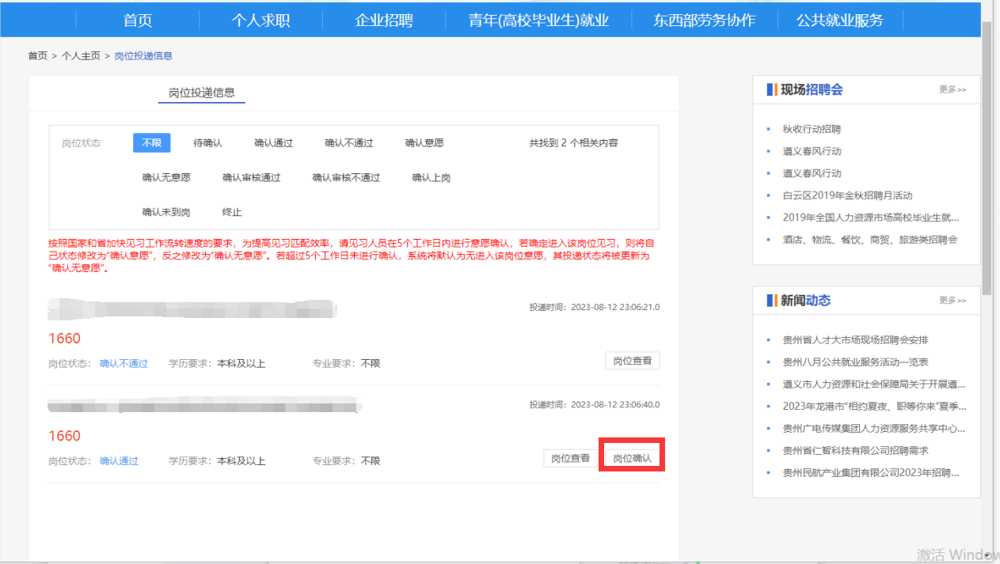 首页 个人求职 企业招聘 青年(高校毕业生)就业 东西部劳务协作 公共就业服务
首页 > 个人主页 > 岗位投递信息
岗位投递信息
岗位状态 不限 待确认 确认通过 确认不通过 确认意愿 共找到 2 个相关内容
确认无意愿 确认审核通过 确认审核不通过 确认上岗
确认未到岗 终止
按照国家和省加快见习工作流转速度的要求，为提高见习匹配效率，请见习人员在5个工作日内进行意愿确认，若确定进入该岗位见习，则将自
己状态修改为“确认意愿”，反之修改为“确认无意愿”。若超过5个工作日未进行确认，系统将默认为无进入该岗位意愿，其投递状态将被更新为
“确认无意愿”。
投递时间：2023-08-12 23:06:21.0
1660
岗位状态： 确认不通过 学历要求：本科及以上 专业要求：不限 岗位查看
投递时间：2023-08-12 23:06:40.0
1660
岗位状态： 确认通过 学历要求：本科及以上 专业要求：不限 岗位查看 岗位确认
现场招聘会 更多>>
秋收行动招聘
遵义春风行动
遵义春风行动
白云区2019年金秋招聘月活动
2019年全国人力资源市场高校毕业生就...
酒店、物流、餐饮、商贸、旅游类招聘会
新闻动态 更多>>
贵州省人才大市场现场招聘会安排
贵州八月公共就业服务活动一览表
遵义市人力资源和社会保障局关于开展遵...
2023年龙港市“相约夏夜、职等你来”夏季...
贵州广电传媒集团人力资源服务共享中心...
贵州省仁智科技有限公司招聘需求
贵州民航产业集团有限公司2023年招聘...
激活 Window